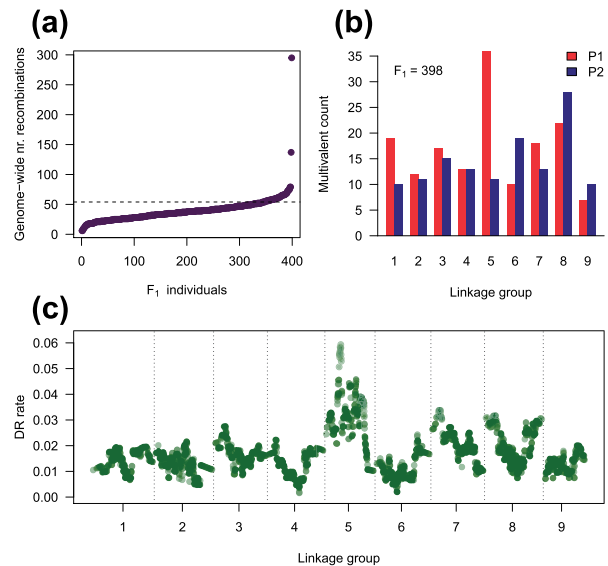 (a)
Genome−wide nr. recombinations
300
250
200
150
100
50
0
0 100 200 300 400
F1 individuals
(b)
F1 = 398
P1
P2
Multivalent count
35
30
25
20
15
10
5
0
1 2 3 4 5 6 7 8 9
Linkage group
(c)
DR rate
0.06
0.05
0.04
0.03
0.02
0.01
0.00
1 2 3 4 5 6 7 8 9
Linkage group